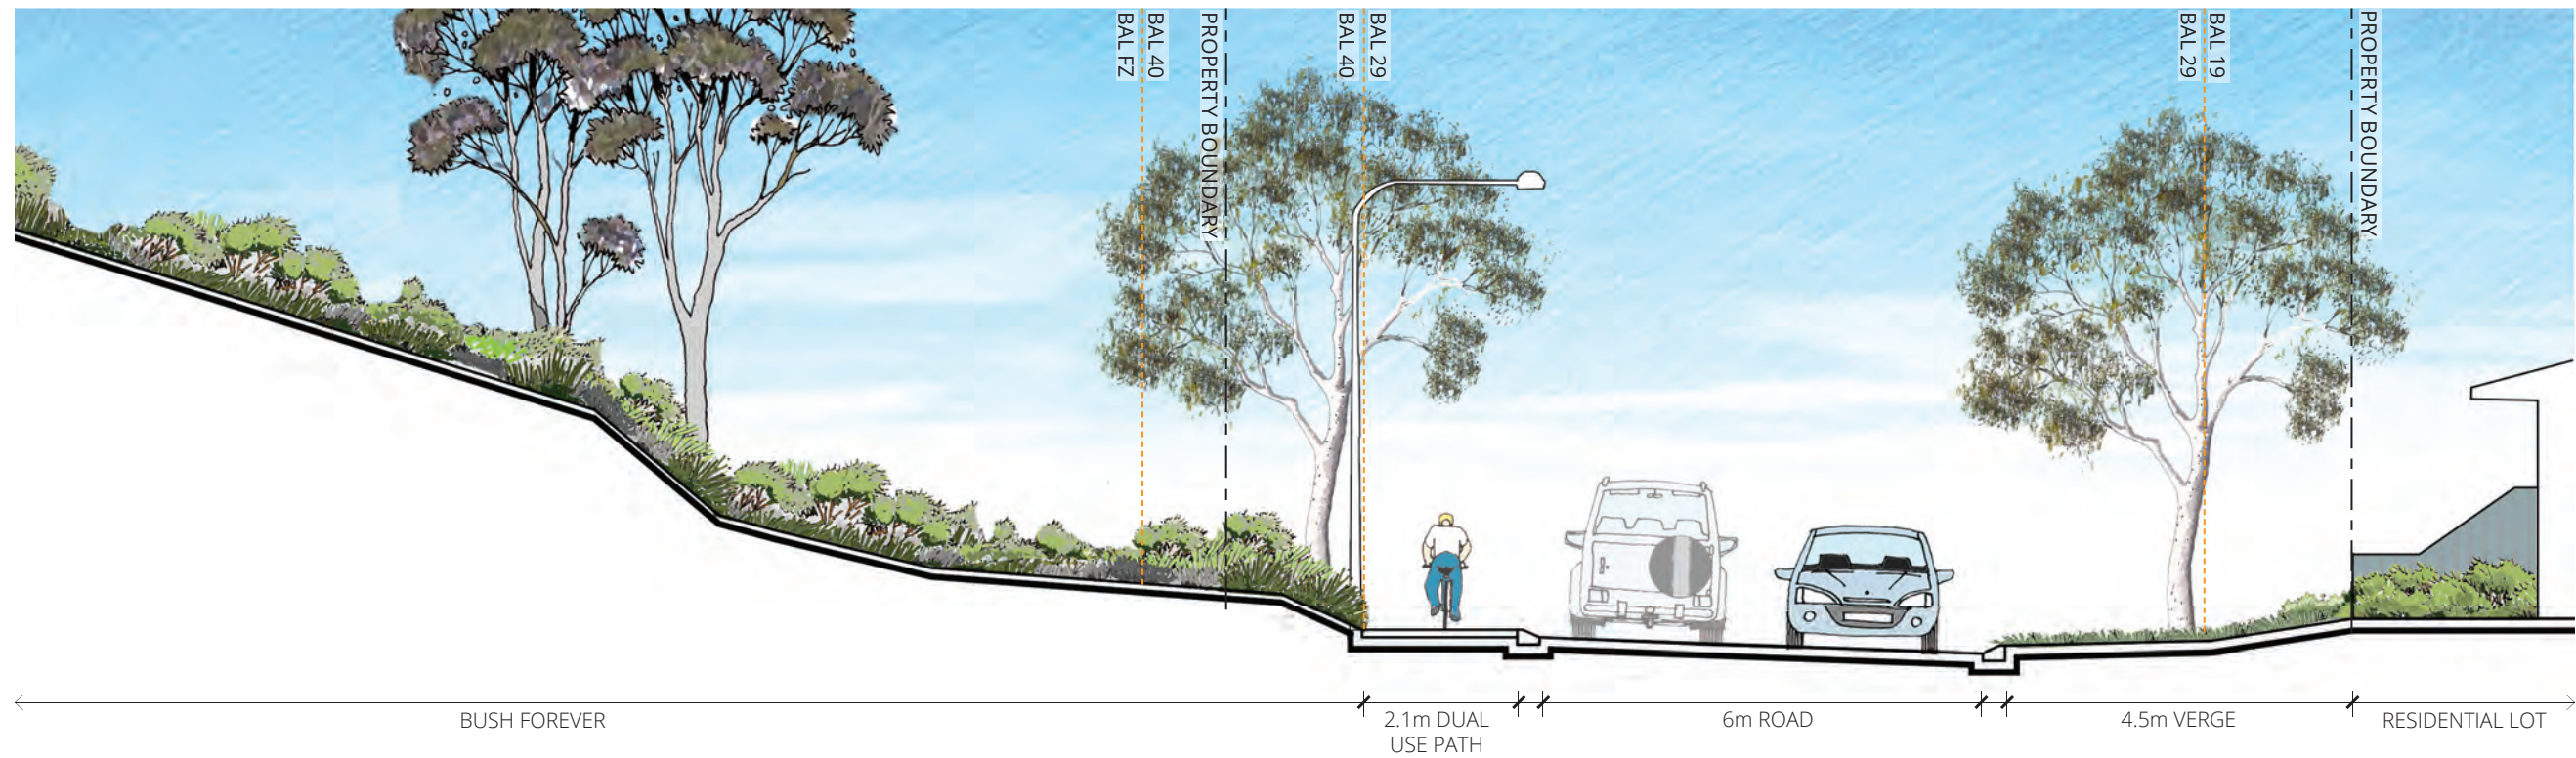 BAL FZ
BAL 40
PROPERTY BOUNDARY
BAL 40
BAL 29
BAL 29
BAL 19
PROPERTY BOUNDARY
BUSH FOREVER
2.1m DUAL
USE PATH
6m ROAD
4.5m VERGE
RESIDENTIAL LOT